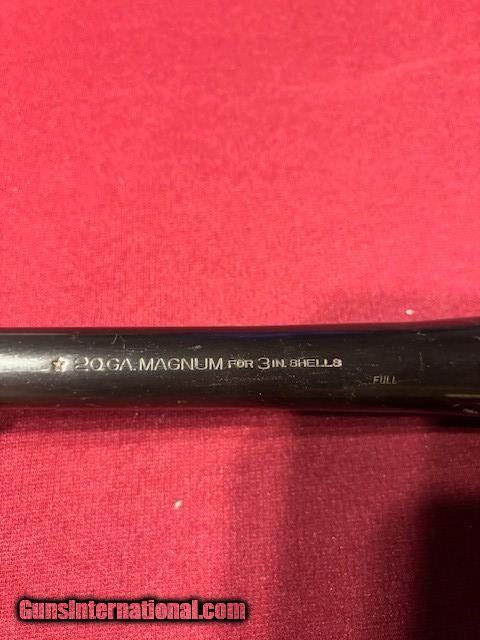 ★ 20 GA. MAGNUM FOR 3 IN. SHELLS FULL
GunsInternational.com